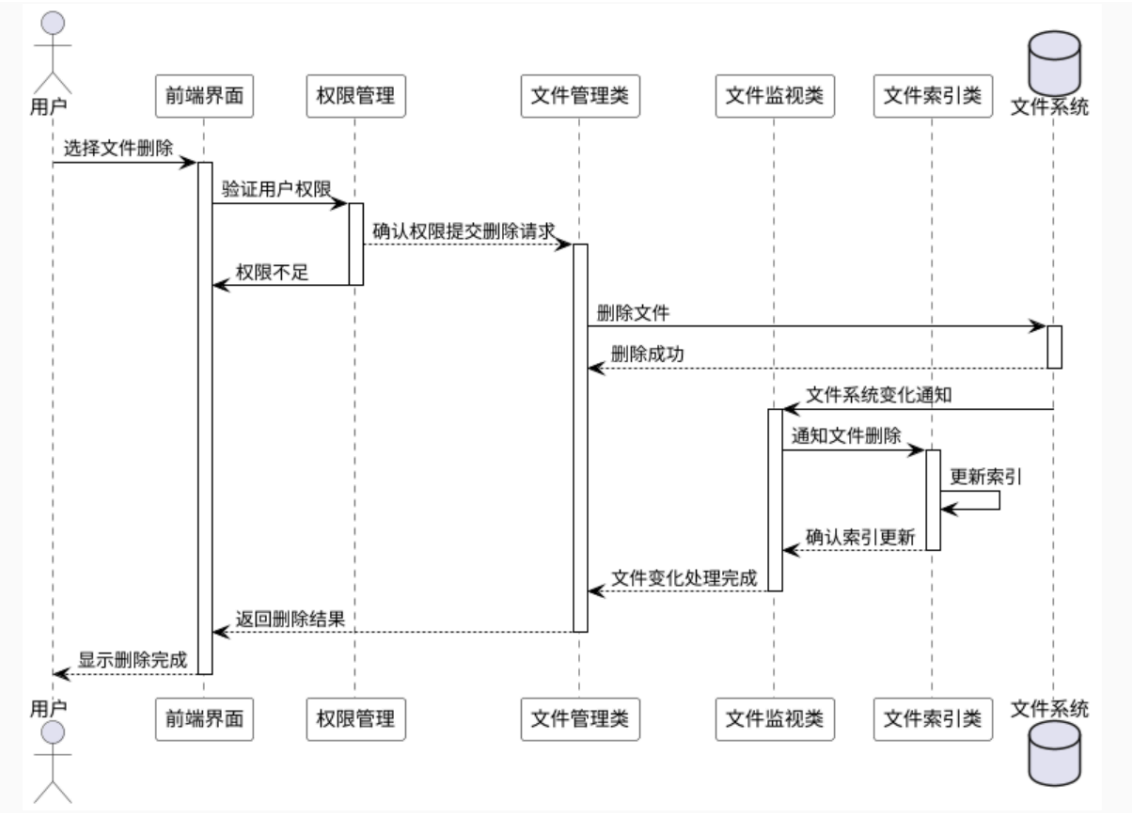 用户
前端界面
权限管理
文件管理类
文件监视类
文件索引类
文件系统
选择文件删除
验证用户权限
确认权限提交删除请求
权限不足
删除文件
删除成功
文件系统变化通知
通知文件删除
更新索引
确认索引更新
文件变化处理完成
返回删除结果
显示删除完成
用户
前端界面
权限管理
文件管理类
文件监视类
文件索引类
文件系统